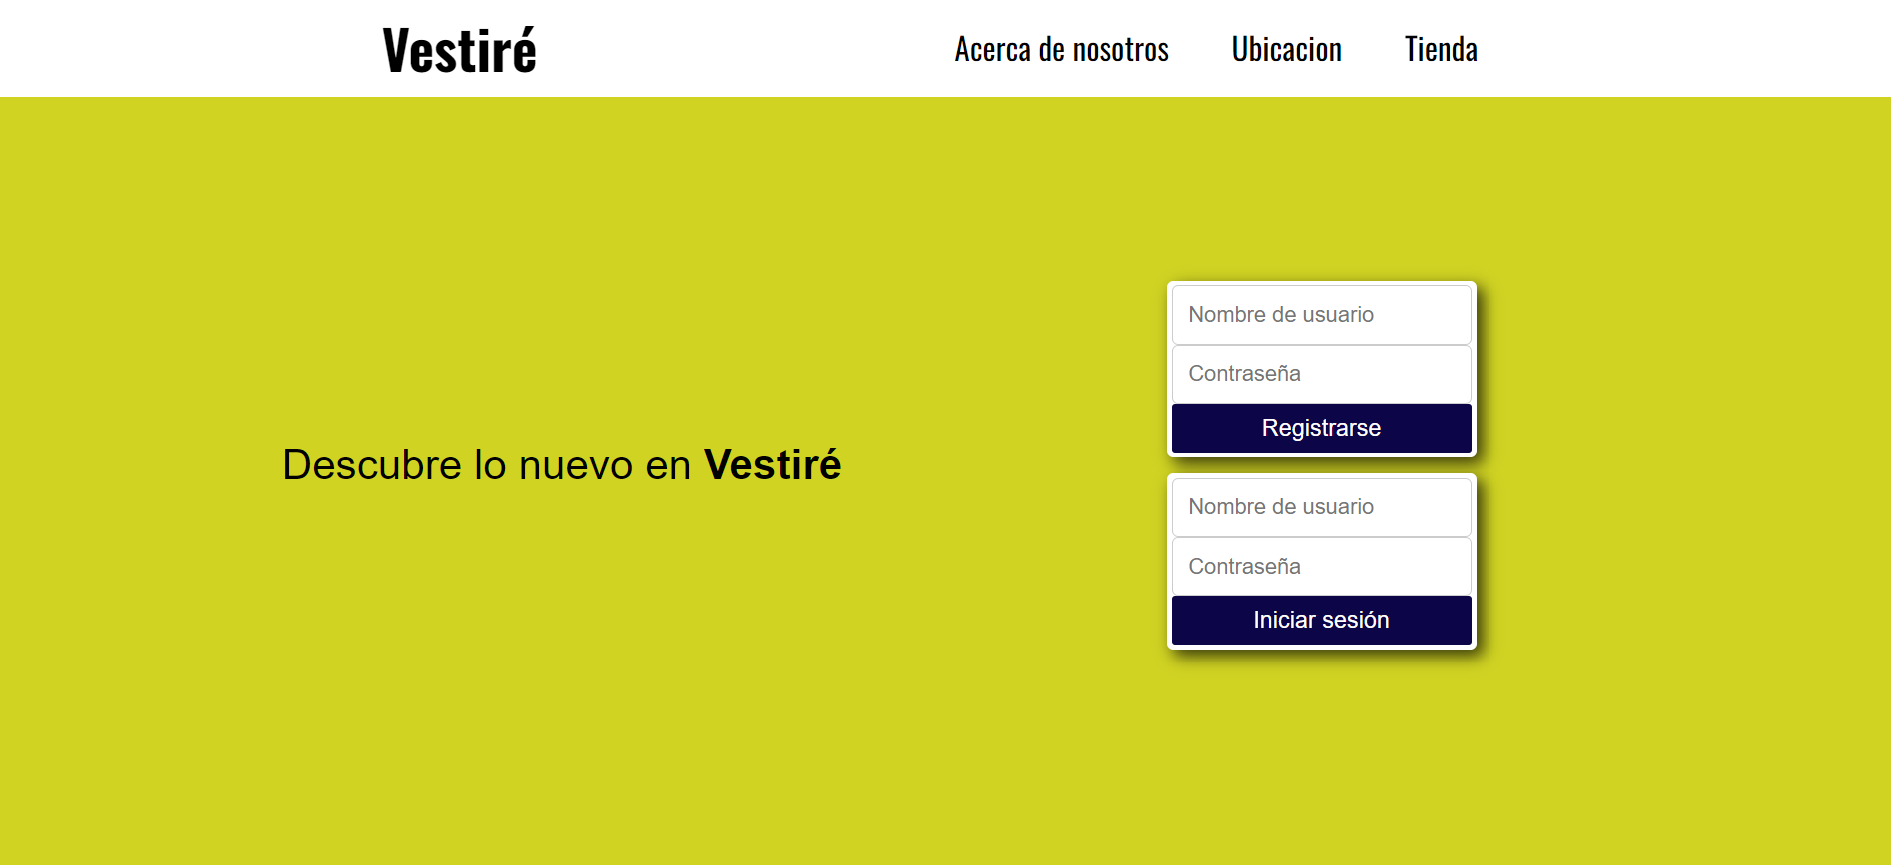 Vestiré
Acerca de nosotros
Ubicacion
Tienda
Descubre lo nuevo en Vestiré
Nombre de usuario
Contraseña
Registrarse
Nombre de usuario
Contraseña
Iniciar sesión